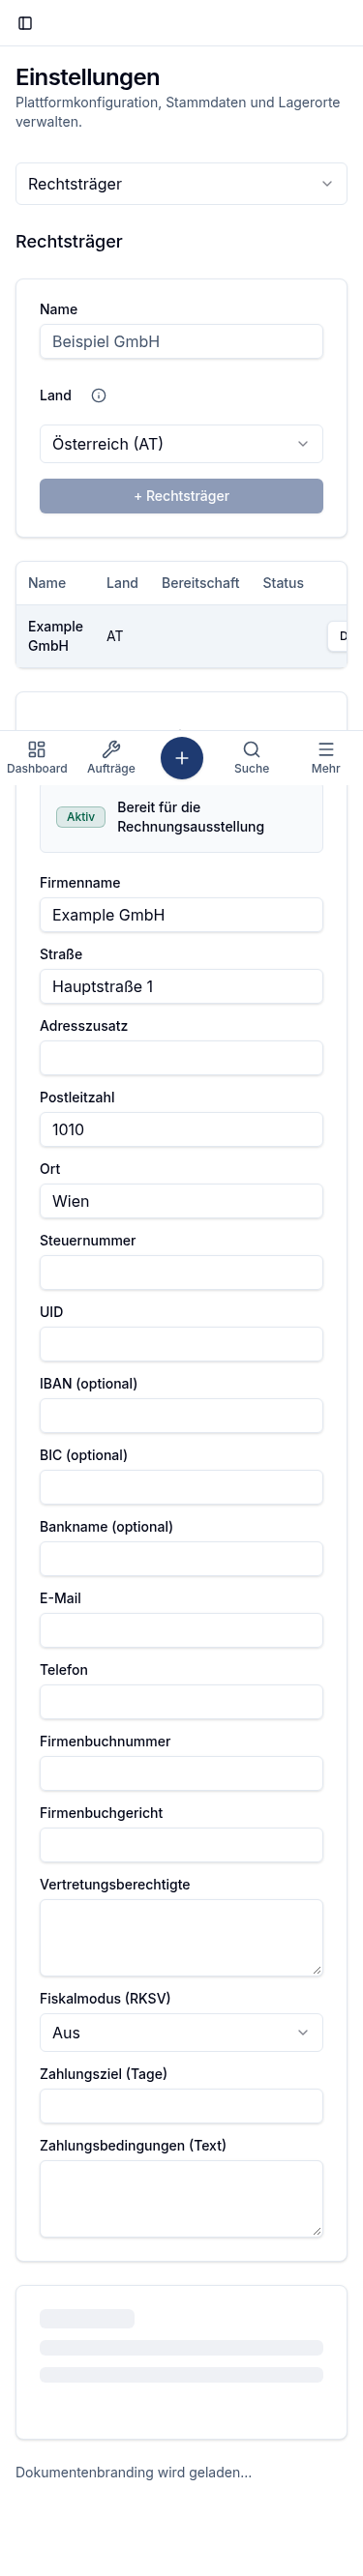 Einstellungen
Plattformkonfiguration, Stammdaten und Lagerorte
verwalten.
Rechtsträger
Rechtsträger
Name
Beispiel GmbH
Land
Österreich (AT)
+ Rechtsträger
Name Land Bereitschaft Status
Example
GmbH
AT
D
Dashboard Aufträge Suche Mehr
Aktiv
Bereit für die
Rechnungsausstellung
Firmenname
Example GmbH
Straße
Hauptstraße 1
Adresszusatz
Postleitzahl
1010
Ort
Wien
Steuernummer
UID
IBAN (optional)
BIC (optional)
Bankname (optional)
E-Mail
Telefon
Firmenbuchnummer
Firmenbuchgericht
Vertretungsberechtigte
Fiskalmodus (RKSV)
Aus
Zahlungsziel (Tage)
Zahlungsbedingungen (Text)
Dokumentenbranding wird geladen...